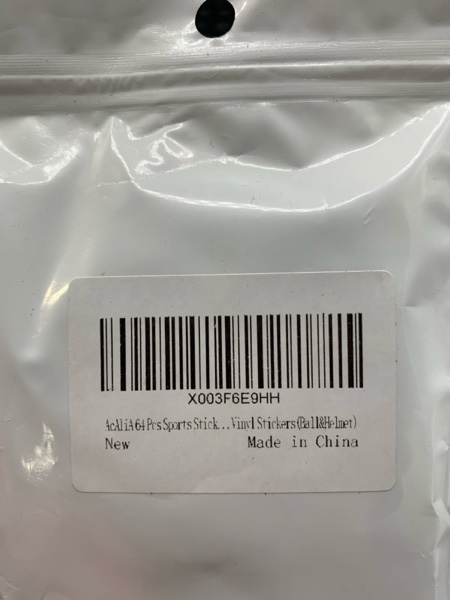 X003F6E9HH
AcAliA 64 Pcs Sports Stick...Vinyl Stickers(Ball&Helmet)
New Made in China